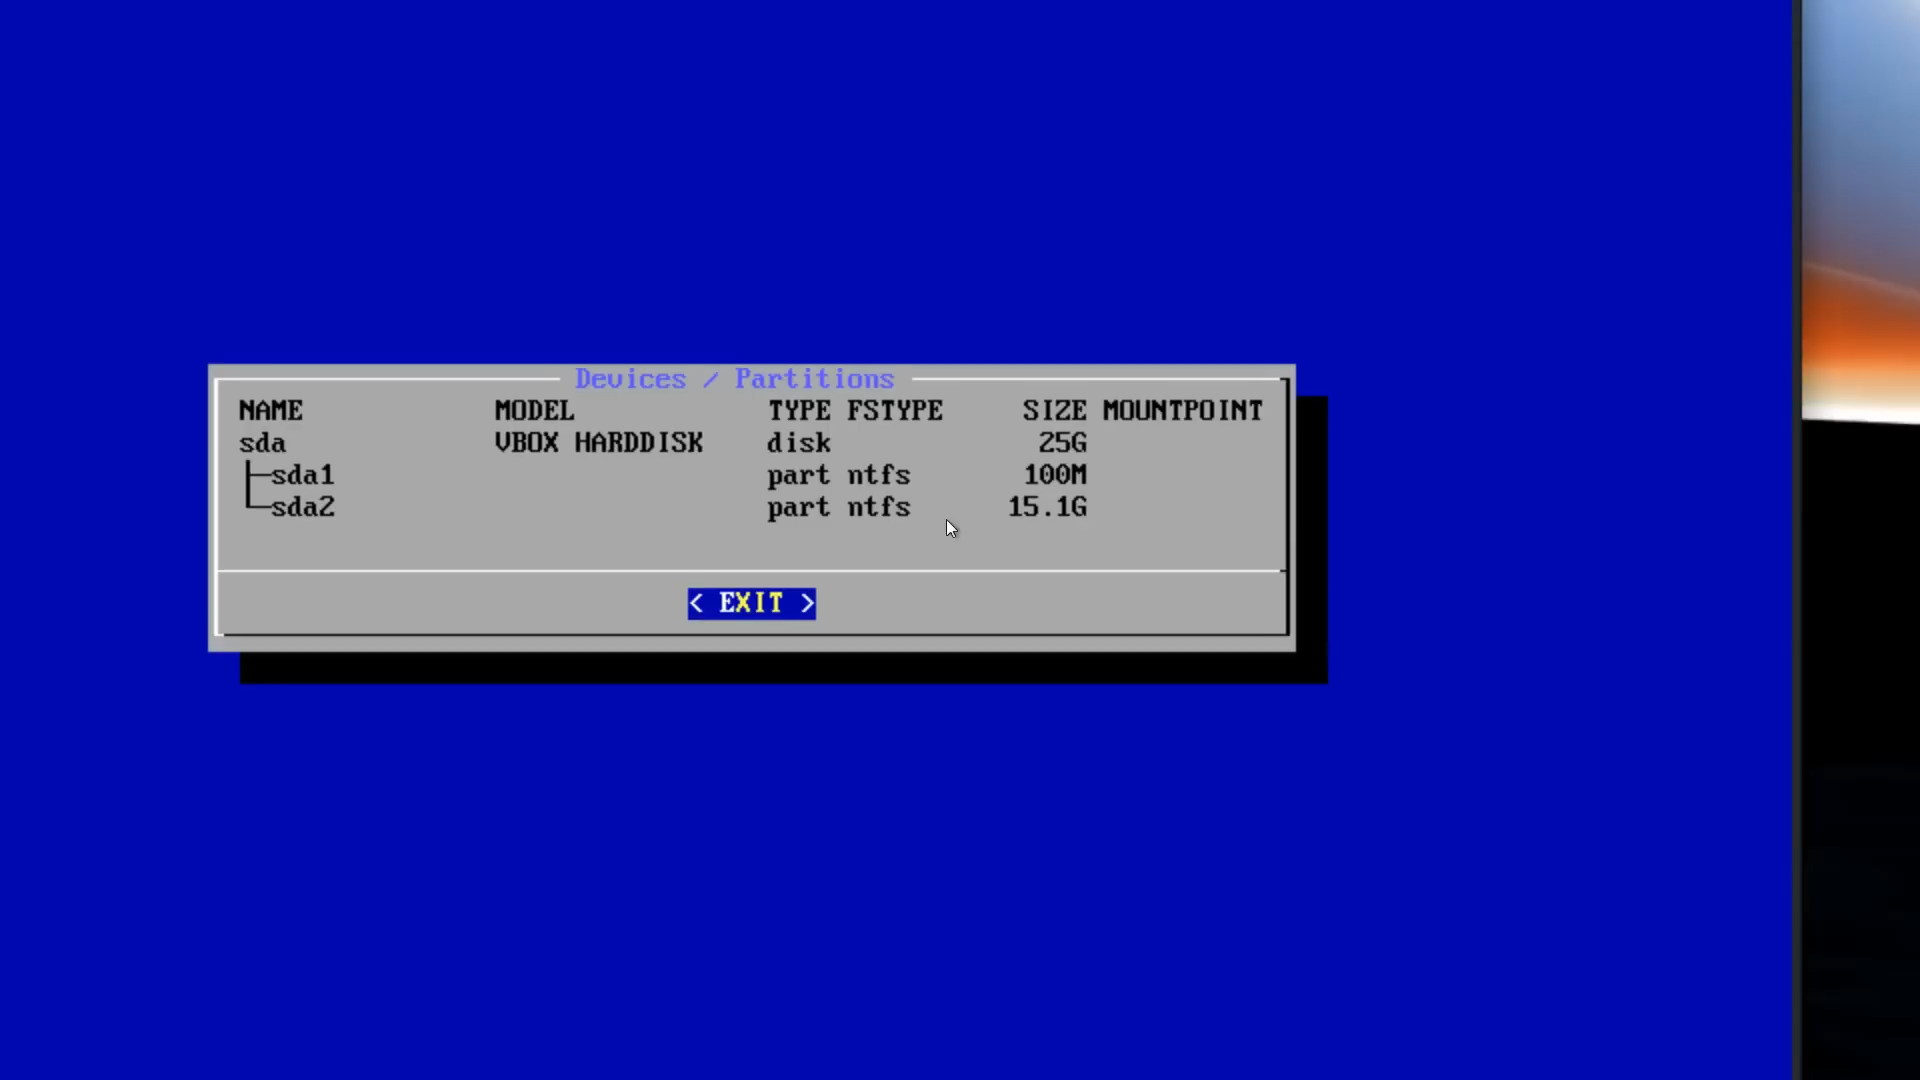 Devices / Partitions
NAME MODEL TYPE FSTYPE SIZE MOUNTPOINT
sda VBOX HARDDISK disk 25G
├─sda1 part ntfs 100M
└─sda2 part ntfs 15.1G
< EXIT >